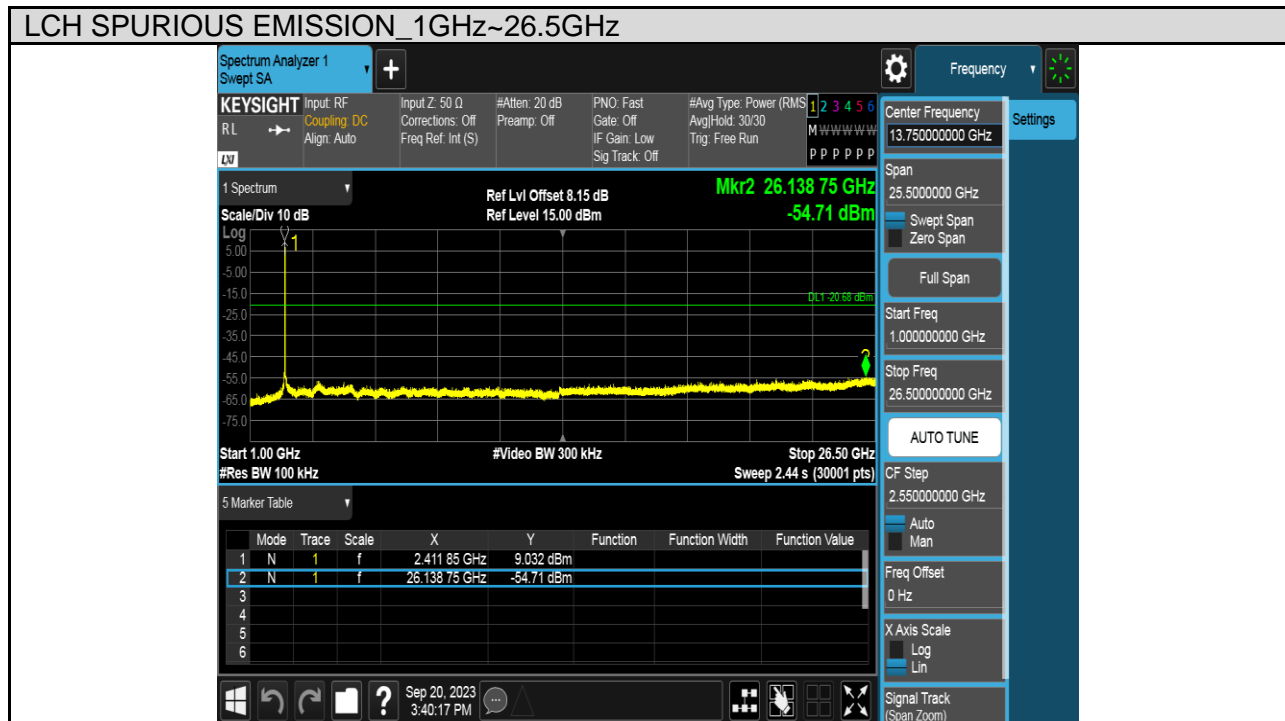 LCH SPURIOUS EMISSION_1GHz~26.5GHz
Spectrum Analyzer 1
Swept SA
+
Frequency
KEYSIGHT
RL
LXI
Input: RF
Coupling: DC
Align: Auto
Input Z: 50 Ω
Corrections: Off
Freq Ref: Int (S)
#Atten: 20 dB
Preamp: Off
PNO: Fast
Gate: Off
IF Gain: Low
Sig Track: Off
#Avg Type: Power (RMS
Avg|Hold: 30/30
Trig: Free Run
1 2 3 4 5 6
M W W W W W
P P P P P P
Center Frequency
13.750000000 GHz
Settings
Span
25.5000000 GHz
Swept Span
Zero Span
Full Span
Start Freq
1.000000000 GHz
Stop Freq
26.500000000 GHz
AUTO TUNE
CF Step
2.550000000 GHz
Auto
Man
Freq Offset
0 Hz
X Axis Scale
Log
Lin
Signal Track
(Span Zoom)
1 Spectrum
Scale/Div 10 dB
Ref Lvl Offset 8.15 dB
Ref Level 15.00 dBm
Mkr2 26.138 75 GHz
-54.71 dBm
Log
1
5.00
-5.00
-15.0
DL1 -20.68 dBm
-25.0
-35.0
-45.0
-55.0
-65.0
-75.0
Start 1.00 GHz
#Video BW 300 kHz
Stop 26.50 GHz
#Res BW 100 kHz
Sweep 2.44 s (30001 pts)
5 Marker Table
Mode Trace Scale X Y Function Function Width Function Value
1 N 1 f 2.411 85 GHz 9.032 dBm
2 N 1 f 26.138 75 GHz -54.71 dBm
3
4
5
6
?
Sep 20, 2023
3:40:17 PM